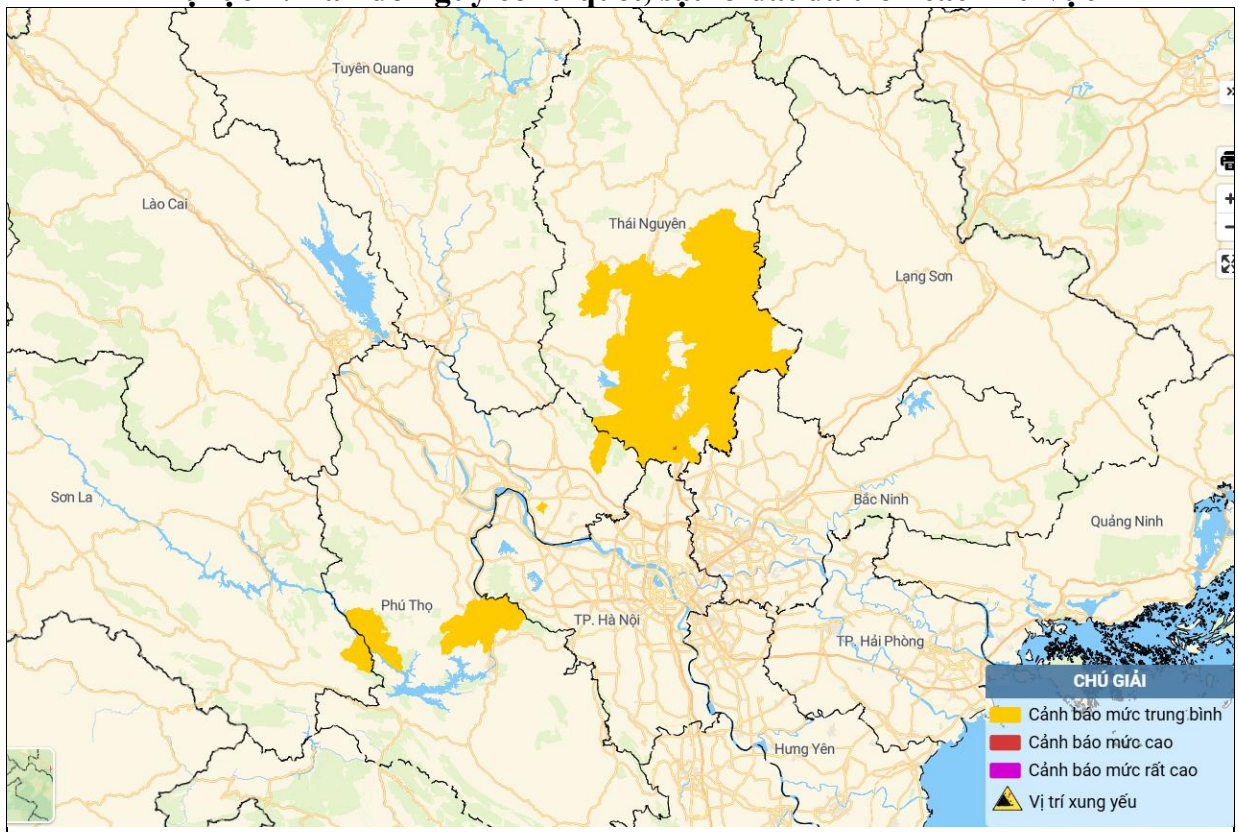 Tuyên Quang
Lào Cai
Thái Nguyên
Lạng Sơn
Sơn La
Bắc Ninh
Quảng Ninh
Phú Thọ
TP. Hà Nội
TP. Hải Phòng
Hưng Yên
CHÚ GIẢI
Cảnh báo mức trung bình
Cảnh báo mức cao
Cảnh báo mức rất cao
Vị trí xung yếu